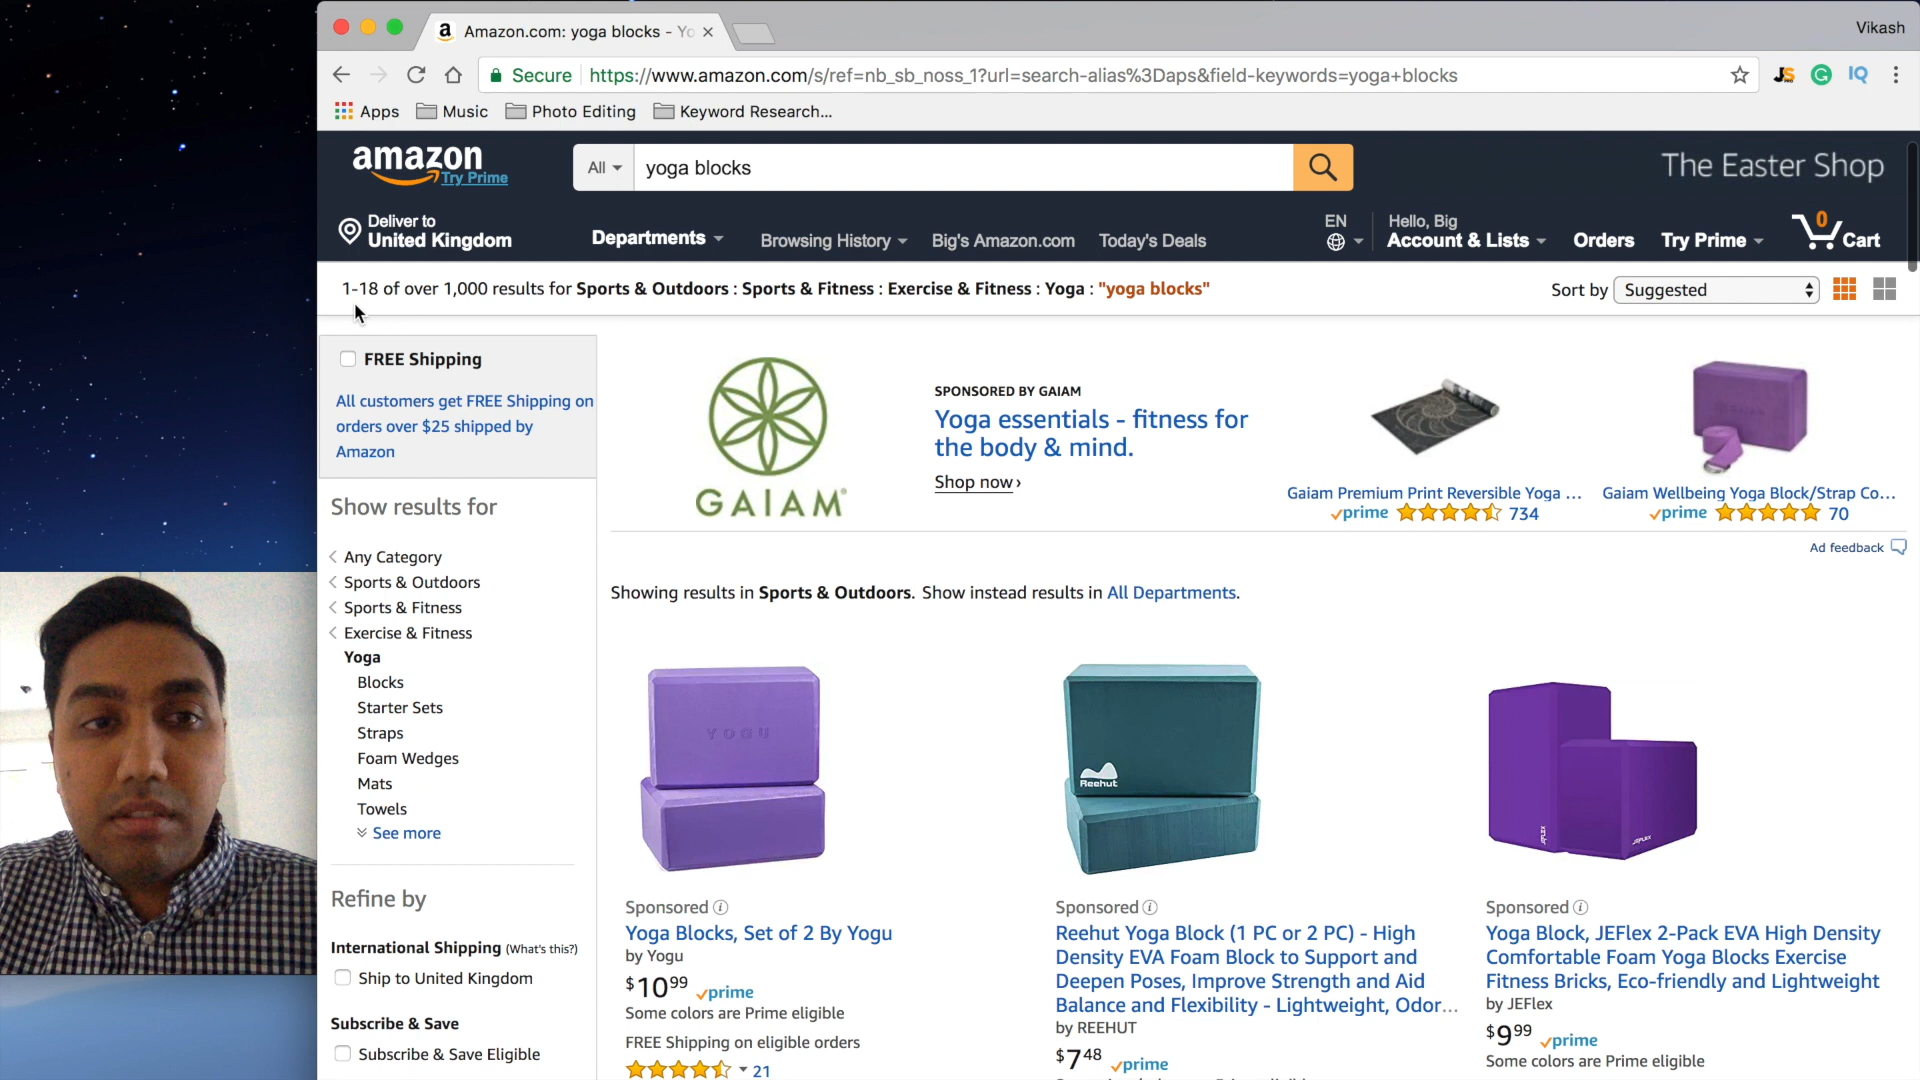 Amazon.com: yoga blocks - Yo
Vikash
Secure
https://www.amazon.com/s/ref=nb_sb_noss_1?url=search-alias%3Daps&field-keywords=yoga+blocks
JS
G
IQ
Apps
Music
Photo Editing
Keyword Research...
amazon
Try Prime
All
yoga blocks
The Easter Shop
Deliver to
United Kingdom
Departments
Browsing History
Big's Amazon.com
Today's Deals
EN
Hello, Big
Account & Lists
Orders
Try Prime
0
Cart
1-18 of over 1,000 results for Sports & Outdoors : Sports & Fitness : Exercise & Fitness : Yoga : "yoga blocks"
Sort by
Suggested
FREE Shipping
All customers get FREE Shipping on
orders over $25 shipped by
Amazon
Show results for
Any Category
Sports & Outdoors
Sports & Fitness
Exercise & Fitness
Yoga
Blocks
Starter Sets
Straps
Foam Wedges
Mats
Towels
See more
Refine by
International Shipping (What's this?)
Ship to United Kingdom
Subscribe & Save
Subscribe & Save Eligible
GAIAM
SPONSORED BY GAIAM
Yoga essentials - fitness for
the body & mind.
Shop now ›
Gaiam Premium Print Reversible Yoga ...
prime
734
Gaiam Wellbeing Yoga Block/Strap Co...
prime
70
Ad feedback
Showing results in Sports & Outdoors. Show instead results in All Departments.
YOGU
Sponsored
Yoga Blocks, Set of 2 By Yogu
by Yogu
$10 99
prime
Some colors are Prime eligible
FREE Shipping on eligible orders
21
Reehut
Sponsored
Reehut Yoga Block (1 PC or 2 PC) - High
Density EVA Foam Block to Support and
Deepen Poses, Improve Strength and Aid
Balance and Flexibility - Lightweight, Odor...
by REEHUT
$7 48
prime
JEFLEX
JEFLEX
Sponsored
Yoga Block, JEFlex 2-Pack EVA High Density
Comfortable Foam Yoga Blocks Exercise
Fitness Bricks, Eco-friendly and Lightweight
by JEFlex
$9 99
prime
Some colors are Prime eligible